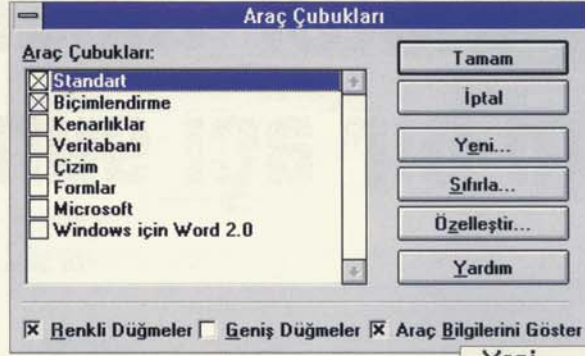 Araç Çubukları
Araç Çubukları:
Standart
Biçimlendirme
Kenarlıklar
Veritabanı
Çizim
Formlar
Microsoft
Windows için Word 2.0
Tamam
İptal
Yeni...
Sıfırla...
Özelleştir...
Yardım
Renkli Düğmeler Geniş Düğmeler Araç Bilgilerini Göster